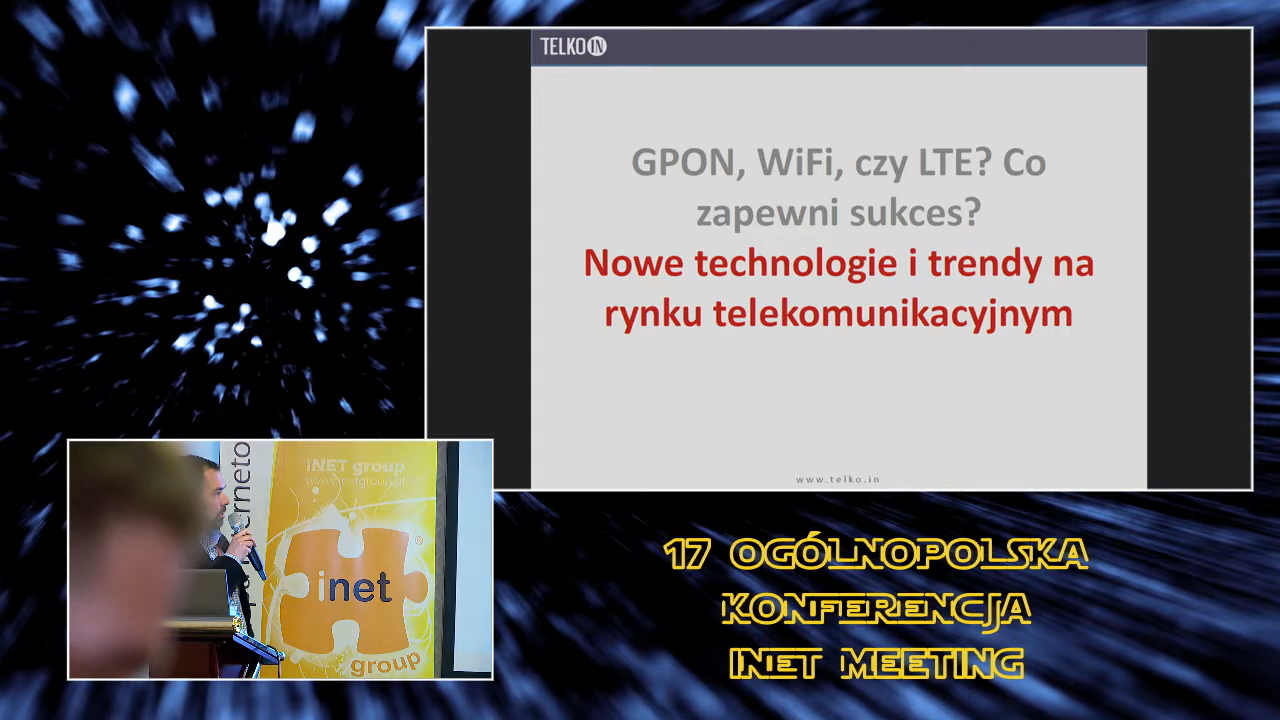 TELKO IN
GPON, WiFi, czy LTE? Co
zapewni sukces?
Nowe technologie i trendy na
rynku telekomunikacyjnym
www.telko.in
iNET group
inet
®
group
17 OGÓLNOPOLSKA
KONFERENCJA
INET MEETING